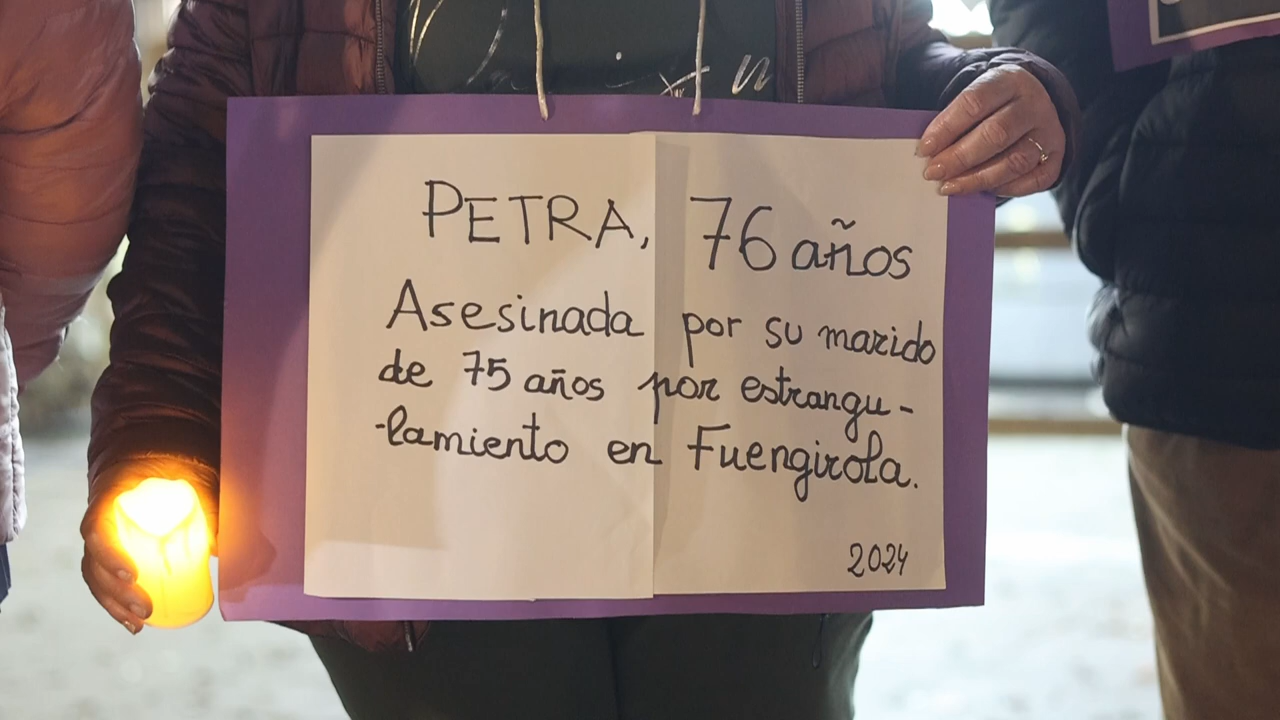 PETRA, 76 años
Asesinada por su marido
de 75 años por estrangu-
-lamiento en Fuengirola.
2024